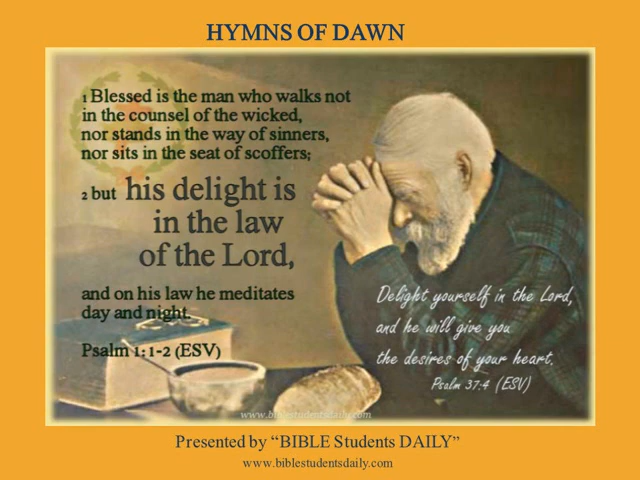 HYMNS OF DAWN
1 Blessed is the man who walks not
in the counsel of the wicked,
nor stands in the way of sinners,
nor sits in the seat of scoffers;
2 but his delight is
in the law
of the Lord,
and on his law he meditates
day and night.
Psalm 1:1-2 (ESV)
Delight yourself in the Lord,
and he will give you
the desires of your heart.
Psalm 37:4 (ESV)
www.biblestudentsdaily.com
Presented by “BIBLE Students DAILY”
www.biblestudentsdaily.com